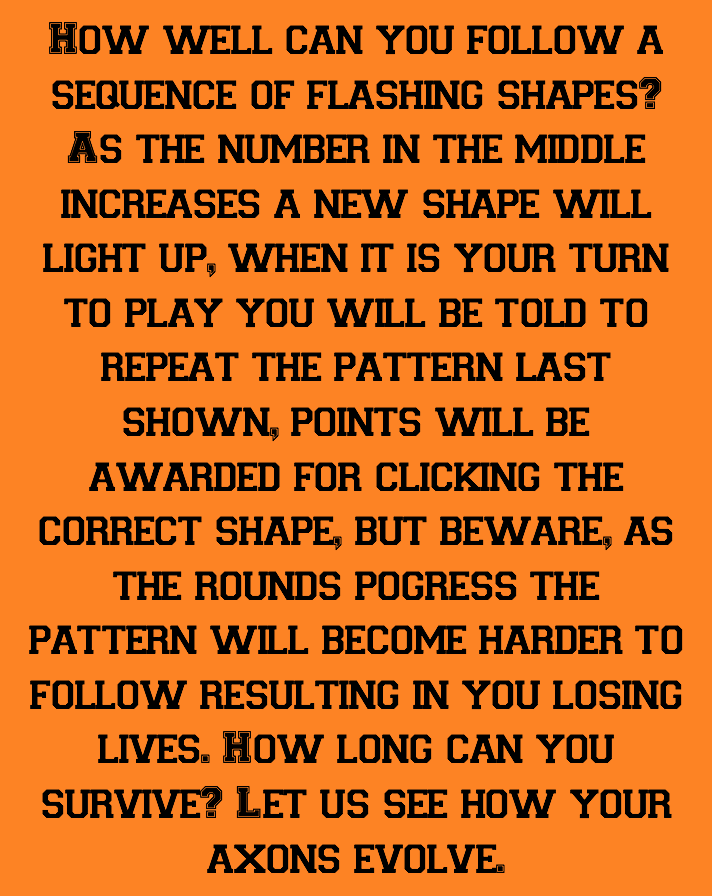 How well can you follow a
sequence of flashing shapes?
As the number in the middle
increases a new shape will
light up, when it is your turn
to play you will be told to
repeat the pattern last
shown, points will be
awarded for clicking the
correct shape, but beware, as
the rounds pogress the
pattern will become harder to
follow resulting in you losing
lives. How long can you
survive? Let us see how your
axons evolve.